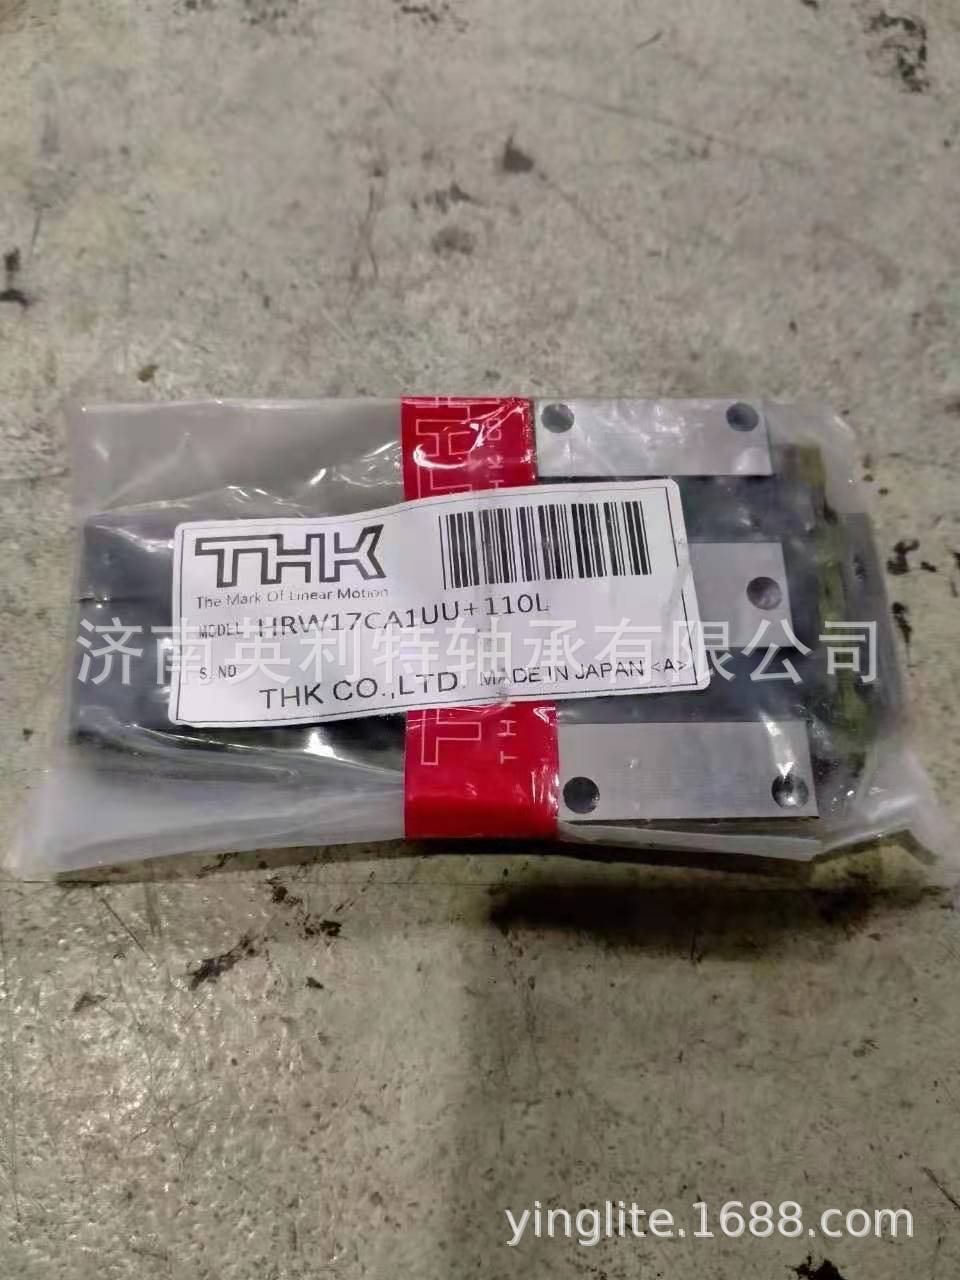 THK
The Mark Of Linear Motion
MODEL HRW17CA1UU+110L
S. NO
THK CO.,LTD. MADE IN JAPAN <A>
济南英利特轴承有限公司
yinglite.1688.com